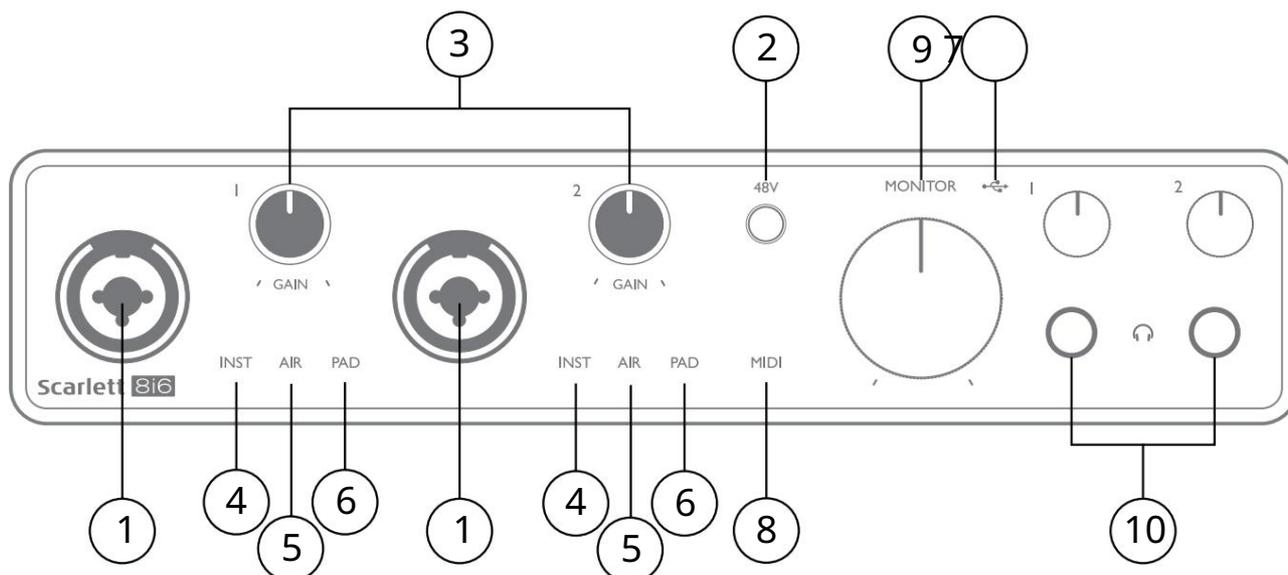 3
2
9 7
1
2
48V
MONITOR
1
2
GAIN
GAIN
INST AIR PAD
INST AIR PAD
MIDI
Scarlett 8i6
4
6
4
6
1
1
8
10
5
5